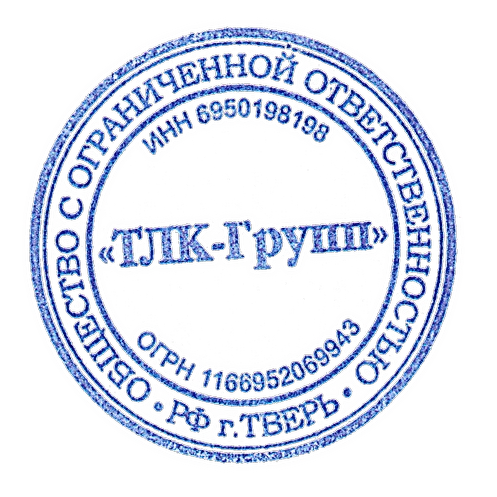 ОБЩЕСТВО С ОГРАНИЧЕННОЙ ОТВЕТСТВЕННОСТЬЮ
• РФ г.ТВЕРЬ •
ИНН 6950198198
«ТЛК-Групп»
ОГРН 1166952069943